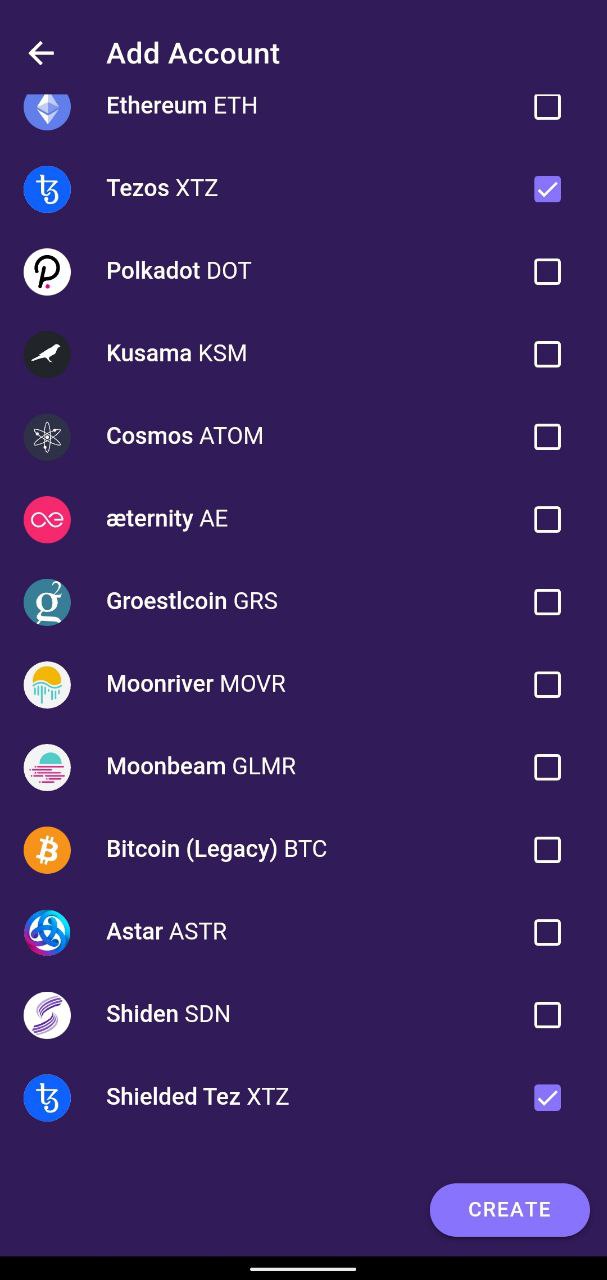 Add Account
Ethereum ETH
Tezos XTZ
Polkadot DOT
Kusama KSM
Cosmos ATOM
æternity AE
Groestlcoin GRS
Moonriver MOVR
Moonbeam GLMR
Bitcoin (Legacy) BTC
Astar ASTR
Shiden SDN
Shielded Tez XTZ
CREATE